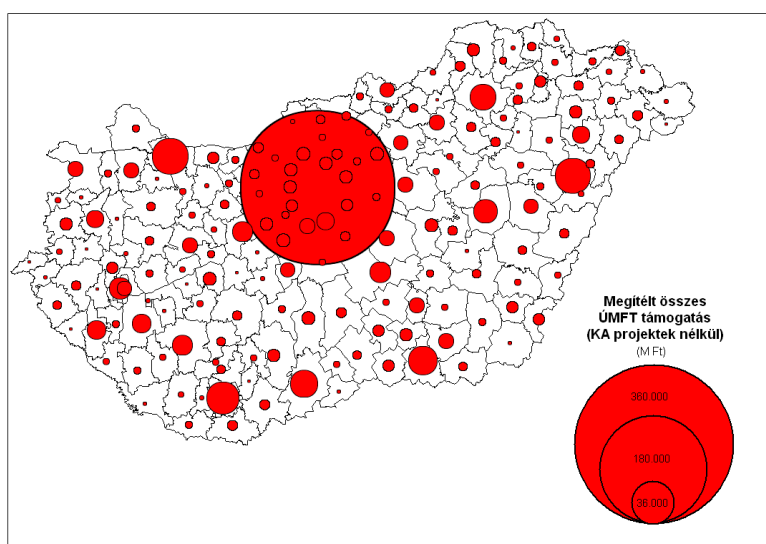 Megítélt összes
ÚMFT támogatás
(KA projektek nélkül)
(M Ft)
360.000
180.000
36.000